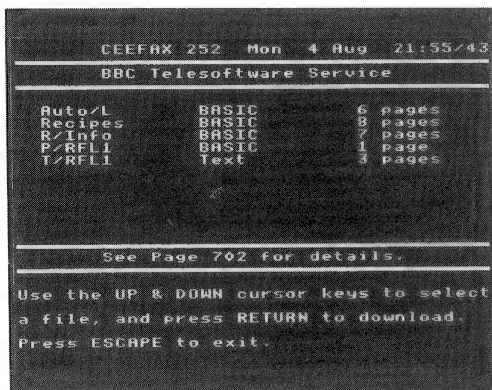 CEEFAX 252 Mon 4 Aug 21:55/43
BBC Telesoftware Service
Auto/L BASIC 6 pages
Recipes BASIC 8 pages
R/Info BASIC 7 pages
P/RFL1 BASIC 1 page
T/RFL1 Text 3 pages
See Page 702 for details.
Use the UP & DOWN cursor keys to select
a file, and press RETURN to download.
Press ESCAPE to exit.